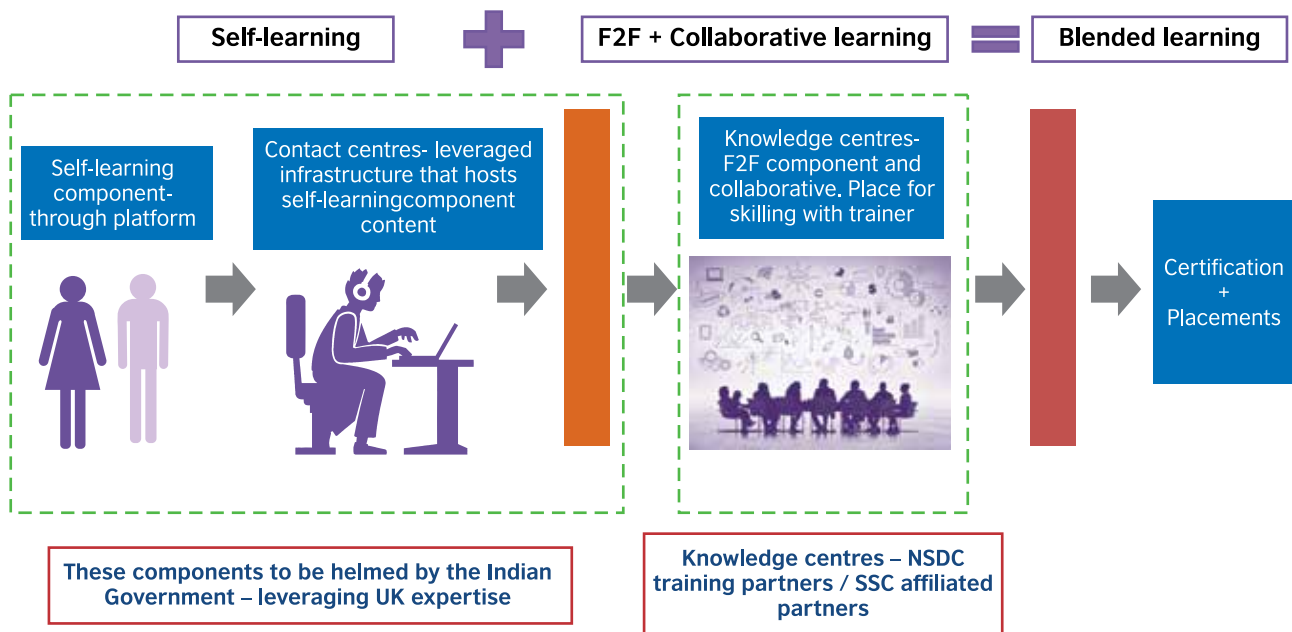 Self-learning
F2F + Collaborative learning
Blended learning
Self-learning
component-
through platform
Contact centres- leveraged
infrastructure that hosts
self-learningcomponent
content
Knowledge centres-
F2F component and
collaborative. Place for
skilling with trainer
Certification
+
Placements
These components to be helmed by the Indian
Government – leveraging UK expertise
Knowledge centres – NSDC
training partners / SSC affiliated
partners